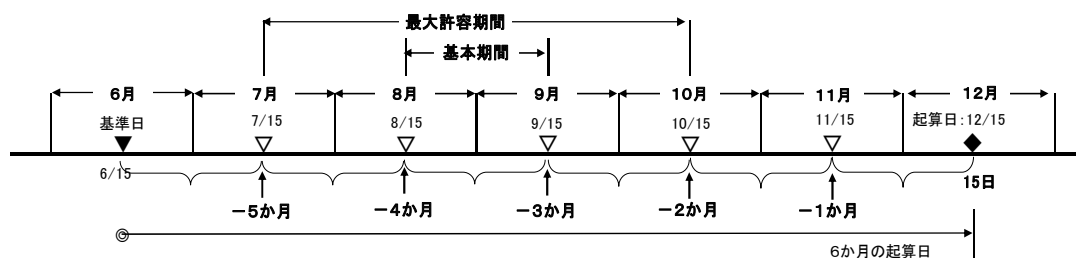 最大許容期間
基本期間
6月 7月 8月 9月 10月 11月 12月
基準日 7/15 8/15 9/15 10/15 11/15 起算日:12/15
6/15 15日
－5か月 －4か月 －3か月 －2か月 －1か月
6か月の起算日